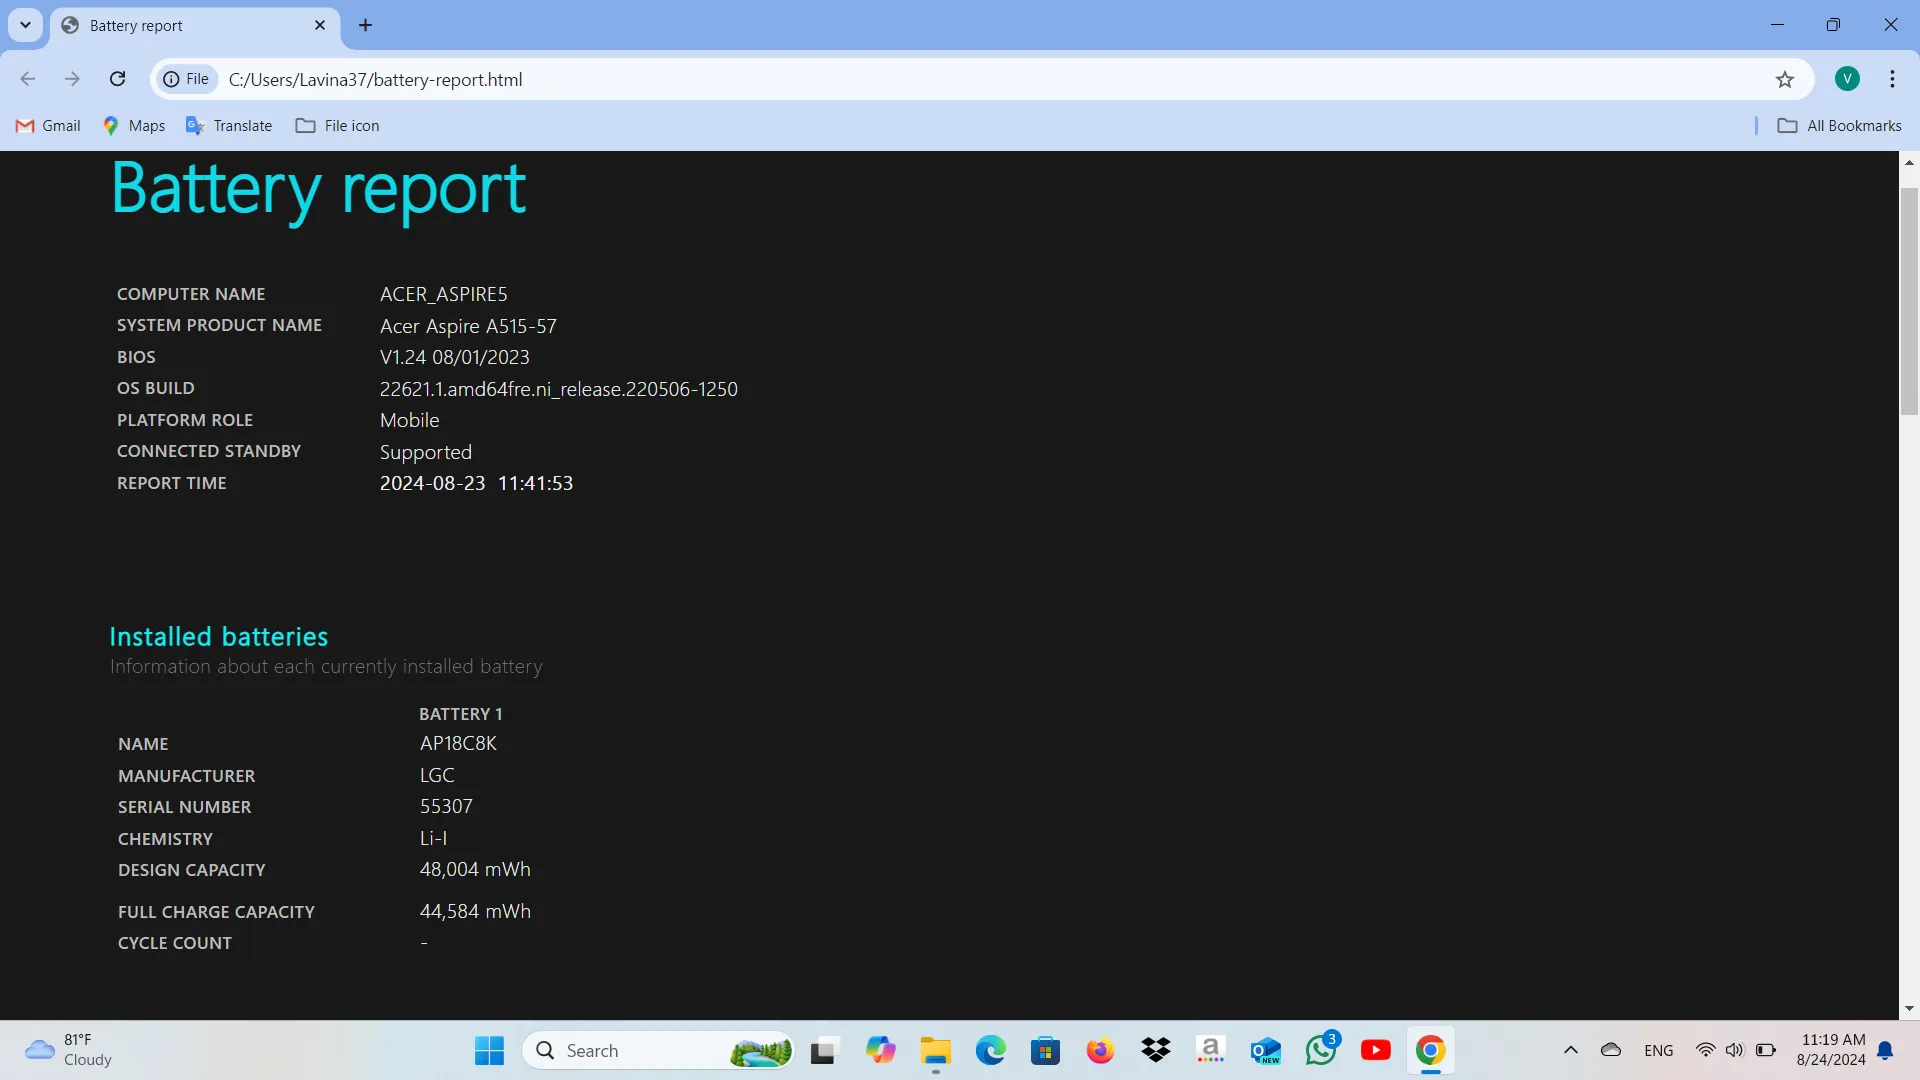 Battery report
File C:/Users/Lavina37/battery-report.html V
Gmail Maps Translate File icon All Bookmarks
Battery report
COMPUTER NAME ACER_ASPIRE5
SYSTEM PRODUCT NAME Acer Aspire A515-57
BIOS V1.24 08/01/2023
OS BUILD 22621.1.amd64fre.ni_release.220506-1250
PLATFORM ROLE Mobile
CONNECTED STANDBY Supported
REPORT TIME 2024-08-23 11:41:53
Installed batteries
Information about each currently installed battery
BATTERY 1
NAME AP18C8K
MANUFACTURER LGC
SERIAL NUMBER 55307
CHEMISTRY Li-I
DESIGN CAPACITY 48,004 mWh
FULL CHARGE CAPACITY 44,584 mWh
CYCLE COUNT -
81°F
Cloudy
Search
a
NEW
3
ENG
11:19 AM
8/24/2024